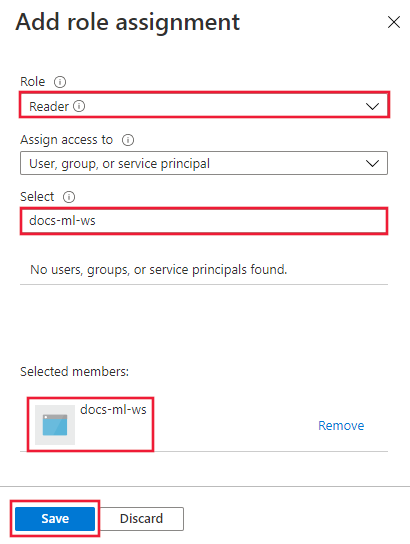 Add role assignment
Role
Reader
Assign access to
User, group, or service principal
Select
docs-ml-ws
No users, groups, or service principals found.
Selected members:
docs-ml-ws
Remove
Save Discard